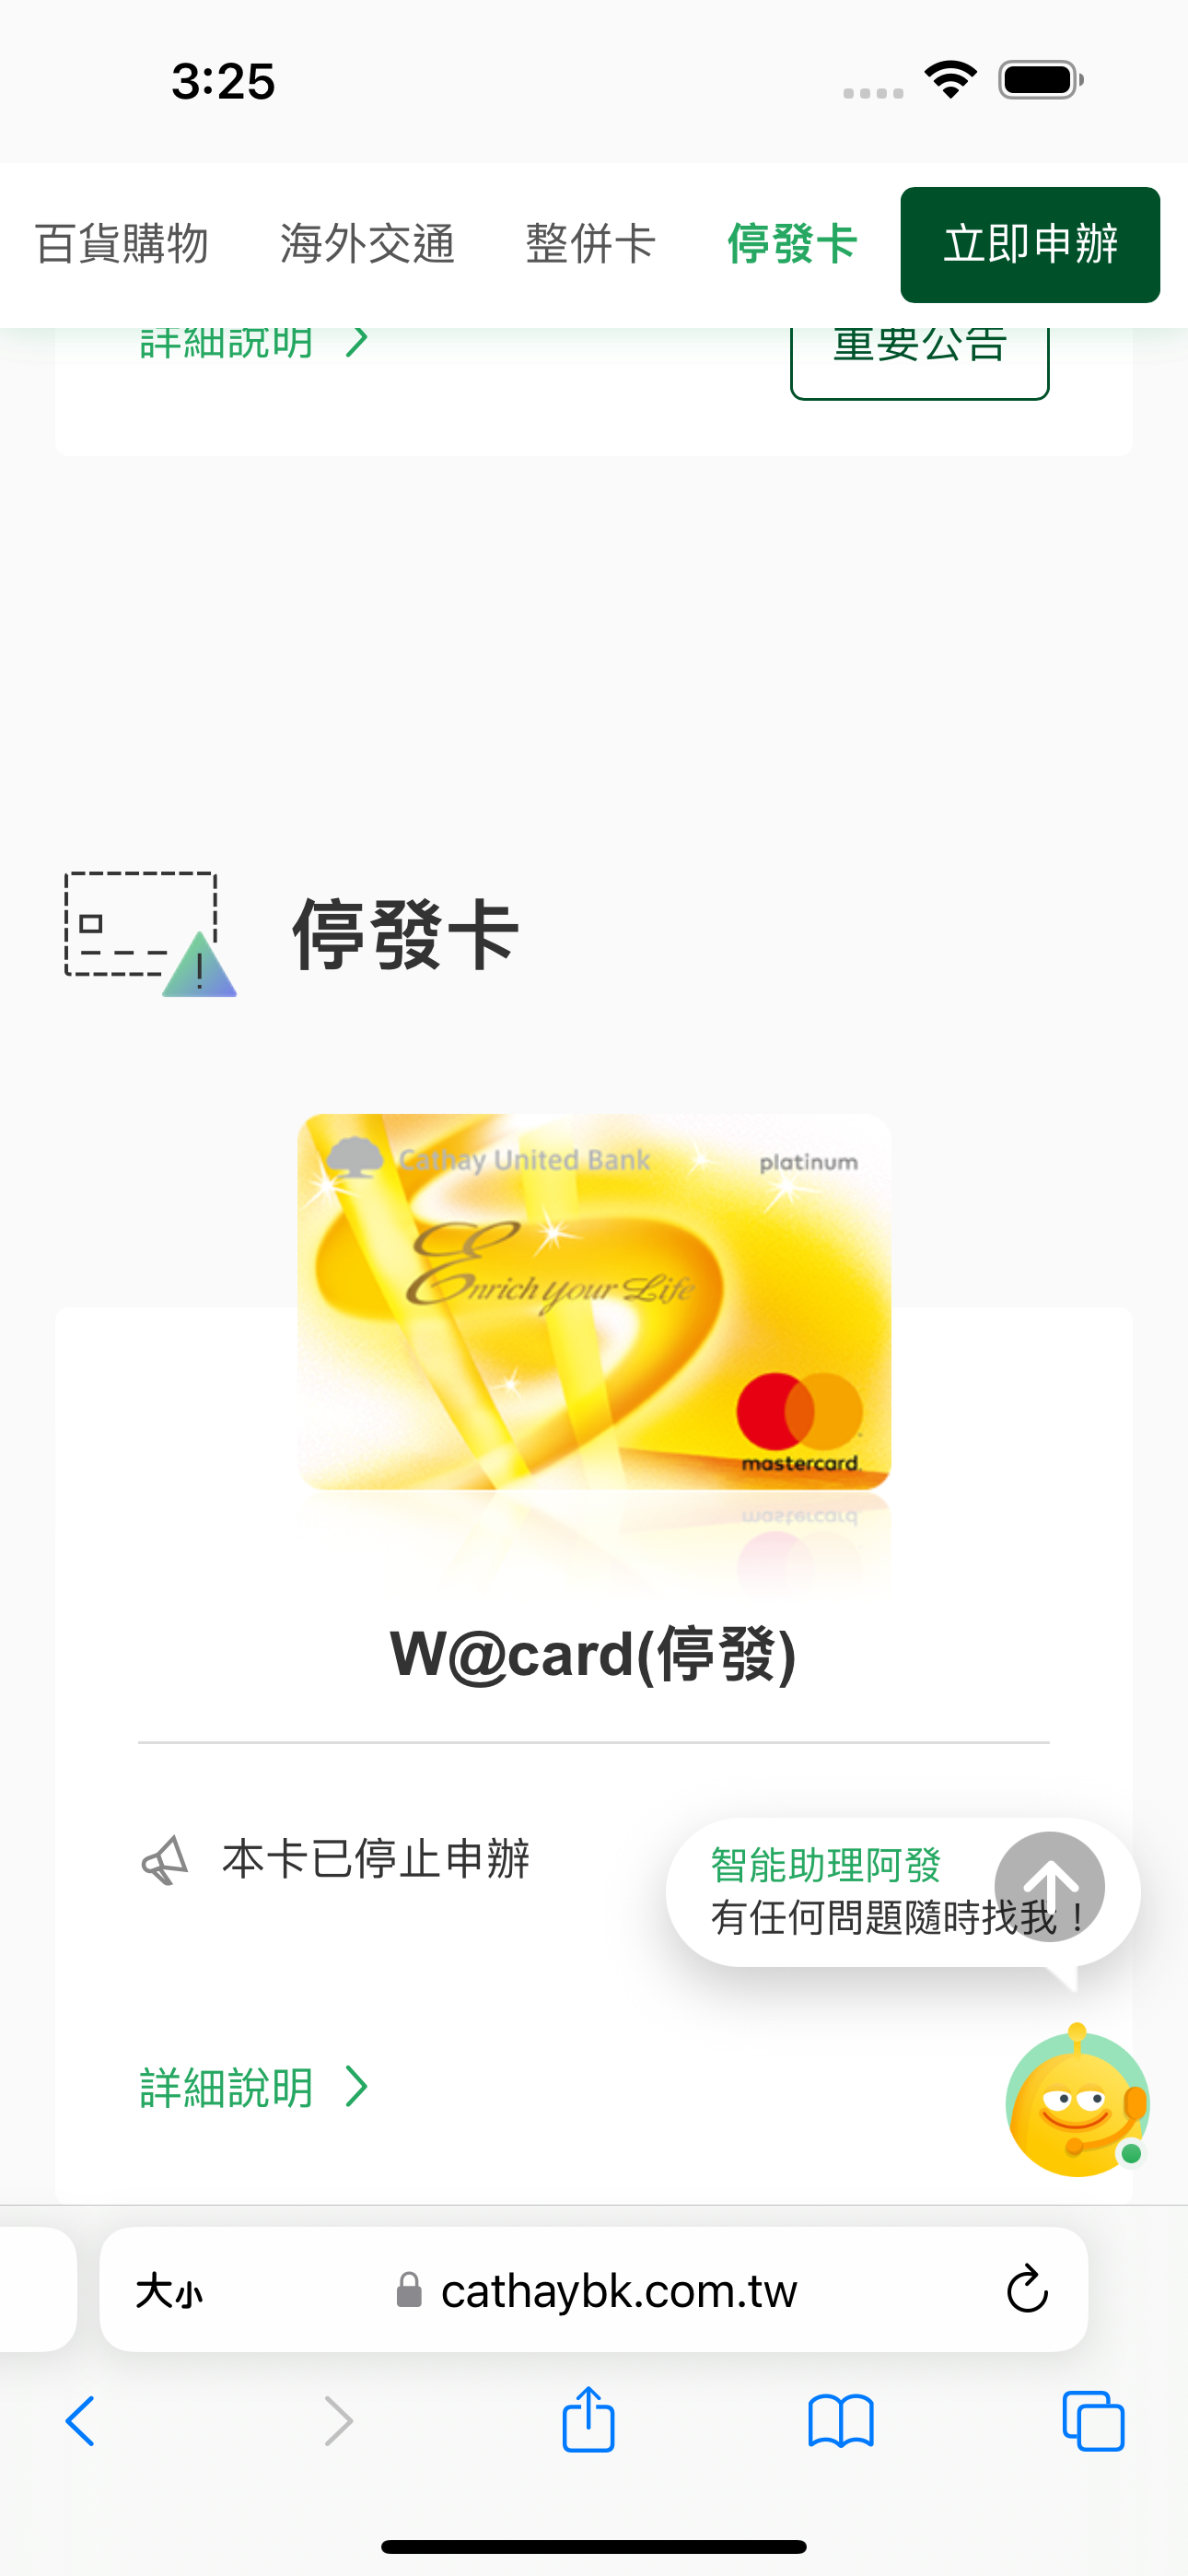 3:25
百貨購物 海外交通 整併卡 停發卡 立即申辦
詳細說明 重要公告
停發卡
Cathay United Bank platinum
Enrich your Life
mastercard.
W@card(停發)
本卡已停止申辦
智能助理阿發
有任何問題隨時找我！
詳細說明
大小 cathaybk.com.tw